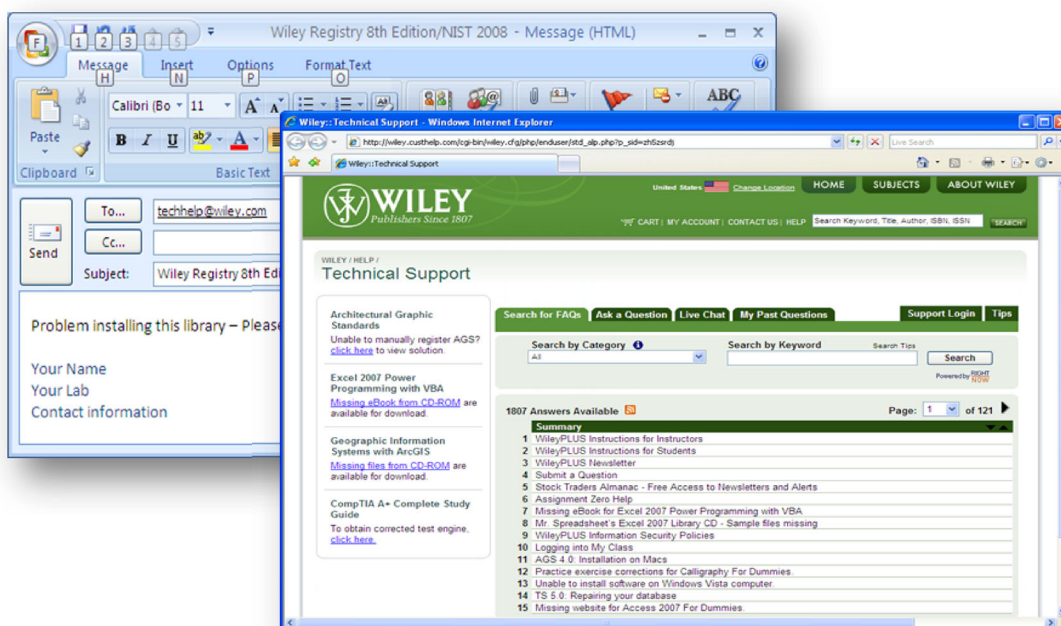 Wiley Registry 8th Edition/NIST 2008 - Message (HTML)
F 1 2 3 4 5
Message Insert Options Format Text
H N P O
Paste
Calibri (Bo 11
B I U
ABC
Clipboard Basic Text
To... techhelp@wiley.com
Cc...
Send
Subject: Wiley Registry 8th Edi
Problem installing this library – Please
Your Name
Your Lab
Contact information
Wiley::Technical Support - Windows Internet Explorer
http://wiley.custhelp.com/cgi-bin/wiley.cfg/php/enduser/std_alp.php?p_sid=zh5zsrdj
Live Search
Wiley::Technical Support
WILEY
Publishers Since 1807
United States Change Location HOME SUBJECTS ABOUT WILEY
CART | MY ACCOUNT | CONTACT US | HELP Search Keyword, Title, Author, ISBN, ISSN SEARCH
WILEY / HELP /
Technical Support
Architectural Graphic
Standards
Unable to manually register AGS?
click here to view solution.
Excel 2007 Power
Programming with VBA
Missing eBook from CD-ROM are
available for download.
Geographic Information
Systems with ArcGIS
Missing files from CD-ROM are
available for download.
CompTIA A+ Complete Study
Guide
To obtain corrected test engine,
click here.
Search for FAQs Ask a Question Live Chat My Past Questions Support Login Tips
Search by Category Search by Keyword Search Tips
All Search
Powered by RIGHT NOW
1807 Answers Available Page: 1 of 121
Summary
1 WileyPLUS Instructions for Instructors
2 WileyPLUS Instructions for Students
3 WileyPLUS Newsletter
4 Submit a Question
5 Stock Traders Almanac - Free Access to Newsletters and Alerts
6 Assignment Zero Help
7 Missing eBook for Excel 2007 Power Programming with VBA
8 Mr. Spreadsheet's Excel 2007 Library CD - Sample files missing
9 WileyPLUS Information Security Policies
10 Logging into My Class
11 AGS 4.0: Installation on Macs
12 Practice exercise corrections for Calligraphy For Dummies.
13 Unable to install software on Windows Vista computer.
14 TS 5.0: Repairing your database
15 Missing website for Access 2007 For Dummies.